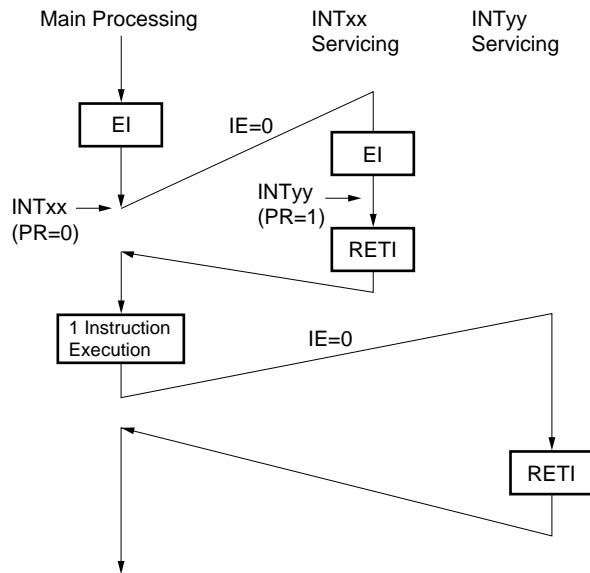 Main Processing
INTxx
Servicing
INTyy
Servicing
EI
IE=0
EI
INTxx
(PR=0)
INTyy
(PR=1)
RETI
1 Instruction
Execution
IE=0
RETI